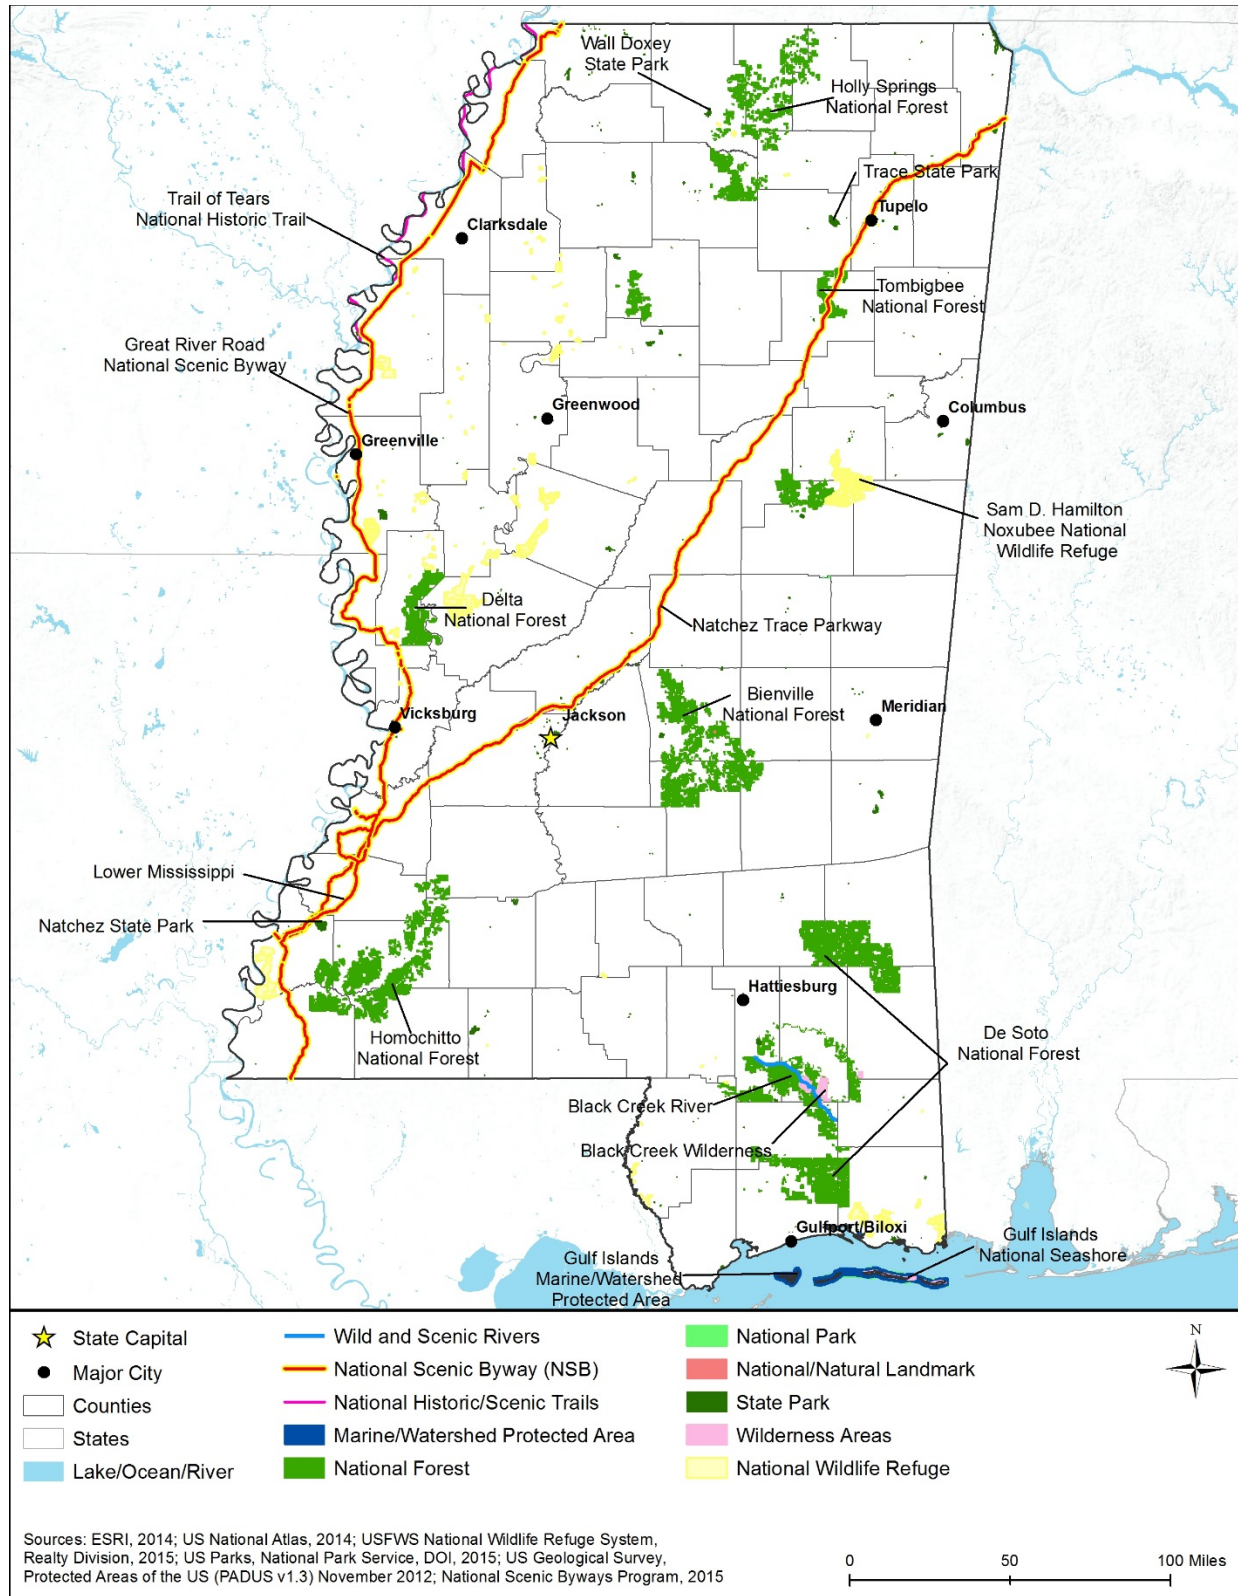 Wall Doxey
State Park
Holly Springs
National Forest
Trace State Park
Tupelo
Trail of Tears
National Historic Trail
Clarksdale
Tombigbee
National Forest
Great River Road
National Scenic Byway
Greenwood
Columbus
Greenville
Sam D. Hamilton
Noxubee National
Wildlife Refuge
Delta
National Forest
Natchez Trace Parkway
Bienville
National Forest
Meridian
Vicksburg
Jackson
Lower Mississippi
Natchez State Park
Hattiesburg
Homochitto
National Forest
De Soto
National Forest
Black Creek River
Black Creek Wilderness
Gulfport/Biloxi
Gulf Islands
National Seashore
Gulf Islands
Marine/Watershed
Protected Area
State Capital
Major City
Counties
States
Lake/Ocean/River
Wild and Scenic Rivers
National Scenic Byway (NSB)
National Historic/Scenic Trails
Marine/Watershed Protected Area
National Forest
National Park
National/Natural Landmark
State Park
Wilderness Areas
National Wildlife Refuge
N
Sources: ESRI, 2014; US National Atlas, 2014; USFWS National Wildlife Refuge System,
Realty Division, 2015; US Parks, National Park Service, DOI, 2015; US Geological Survey,
Protected Areas of the US (PADUS v1.3) November 2012; National Scenic Byways Program, 2015
0 50 100 Miles